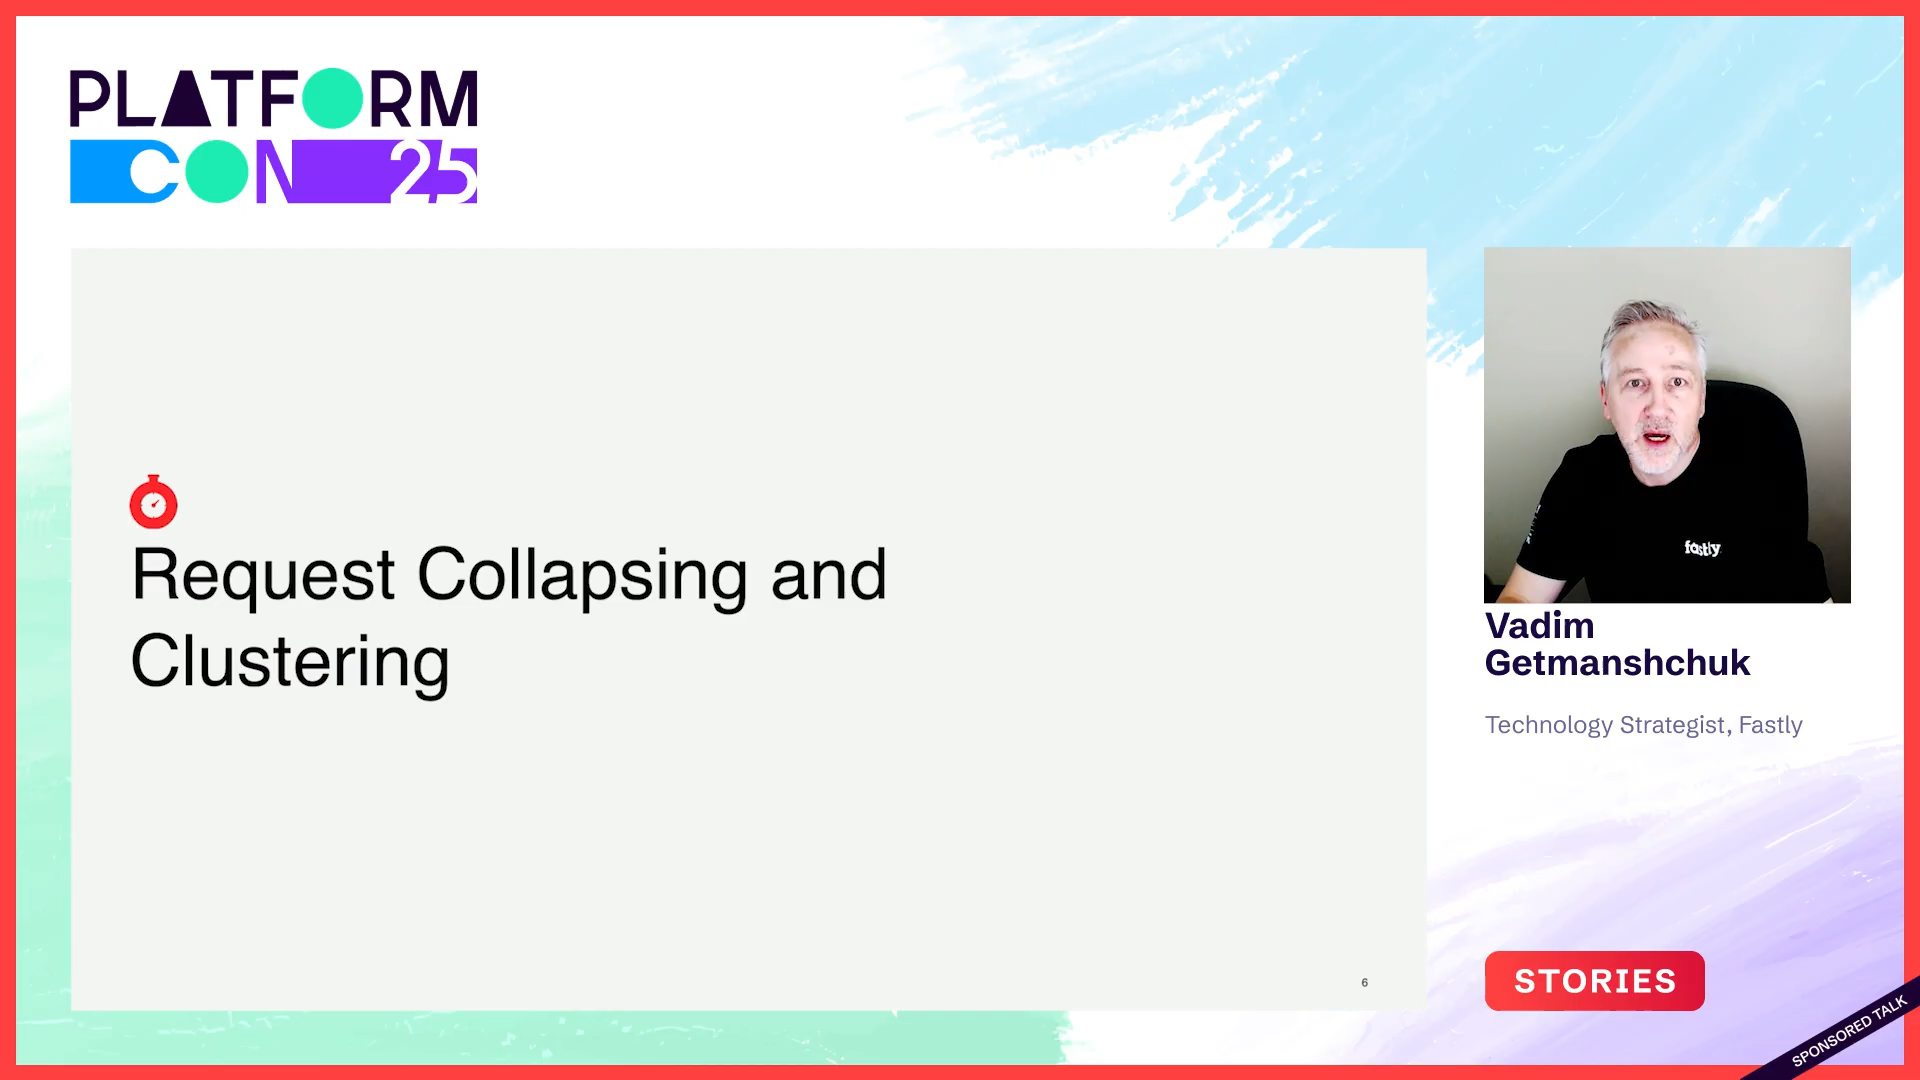 PLATFORM
CON 25
Request Collapsing and
Clustering
6
fastly
Vadim
Getmanshchuk
Technology Strategist, Fastly
STORIES
SPONSORED TALK